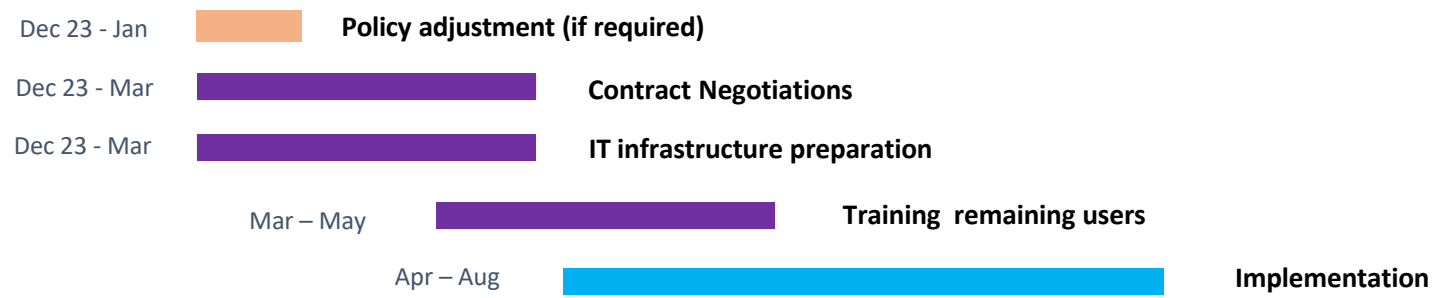 Dec 23 - Jan Policy adjustment (if required)
Dec 23 - Mar Contract Negotiations
Dec 23 - Mar IT infrastructure preparation
Mar – May Training  remaining users
Apr – Aug Implementation